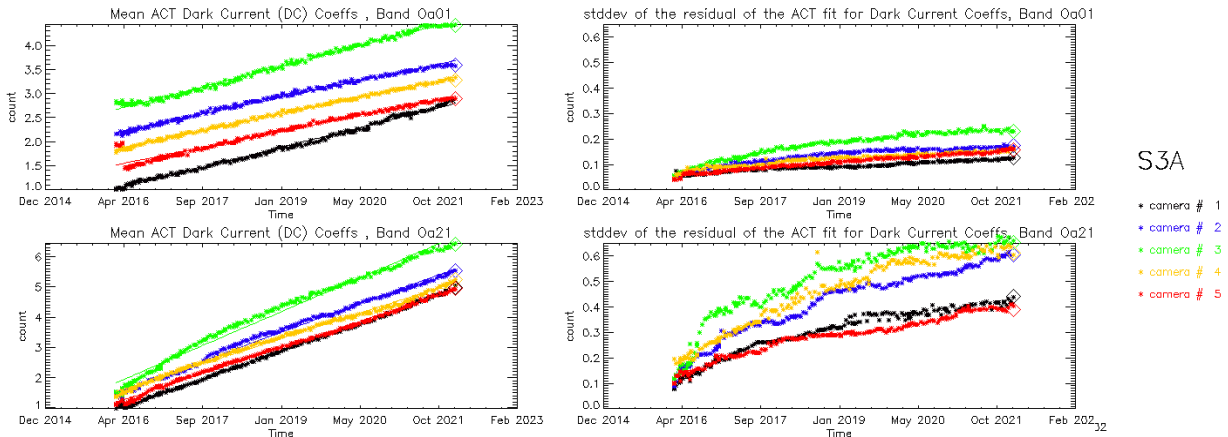 Mean ACT Dark Current (DC) Coeffs , Band Oa01
count
4.0
3.5
3.0
2.5
2.0
1.5
1.0
Dec 2014 Apr 2016 Sep 2017 Jan 2019 May 2020 Oct 2021 Feb 2023
Time
stddev of the residual of the ACT fit for Dark Current Coeffs, Band Oa01
count
0.6
0.5
0.4
0.3
0.2
0.1
0.0
Dec 2014 Apr 2016 Sep 2017 Jan 2019 May 2020 Oct 2021 Feb 202
Time
Mean ACT Dark Current (DC) Coeffs , Band Oa21
count
6
5
4
3
2
1
Dec 2014 Apr 2016 Sep 2017 Jan 2019 May 2020 Oct 2021 Feb 2023
Time
stddev of the residual of the ACT fit for Dark Current Coeffs, Band Oa21
count
0.6
0.5
0.4
0.3
0.2
0.1
0.0
Dec 2014 Apr 2016 Sep 2017 Jan 2019 May 2020 Oct 2021 Feb 202
Time
32
S3A
* camera # 1
* camera # 2
* camera # 3
* camera # 4
* camera # 5